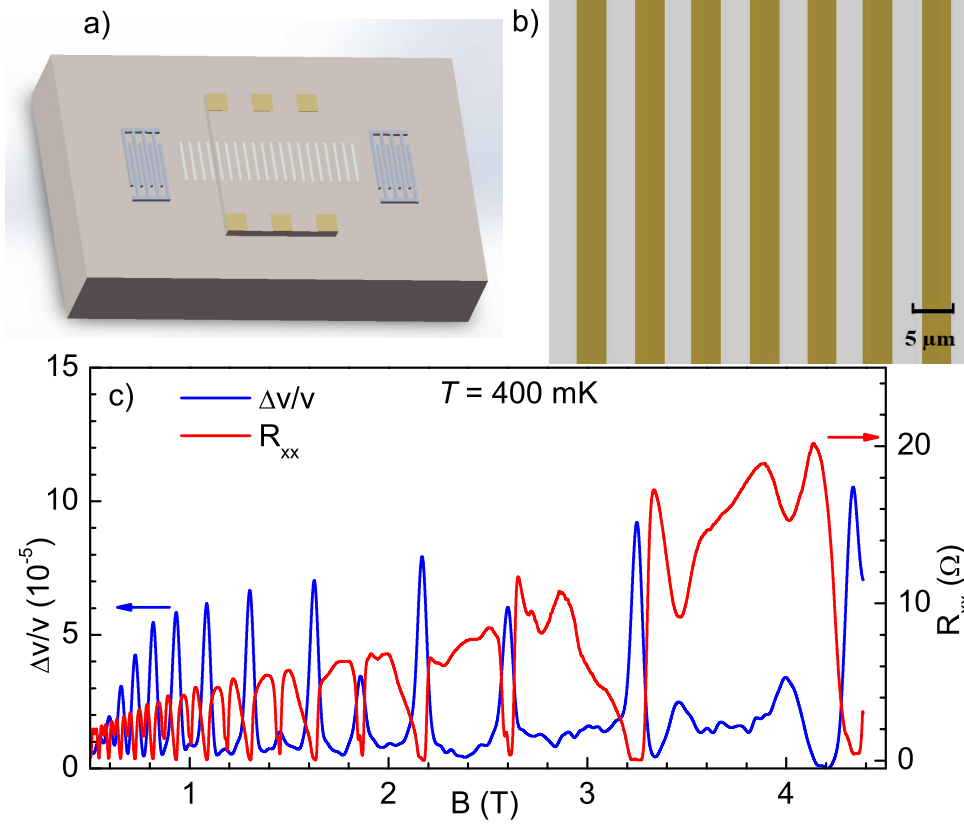 a)
b)
5 μm
c)
T = 400 mK
Δv/v
R_xx
15
10
5
0
Δv/v (10⁻⁵)
20
10
0
R_xx (Ω)
1 2 3 4
B (T)